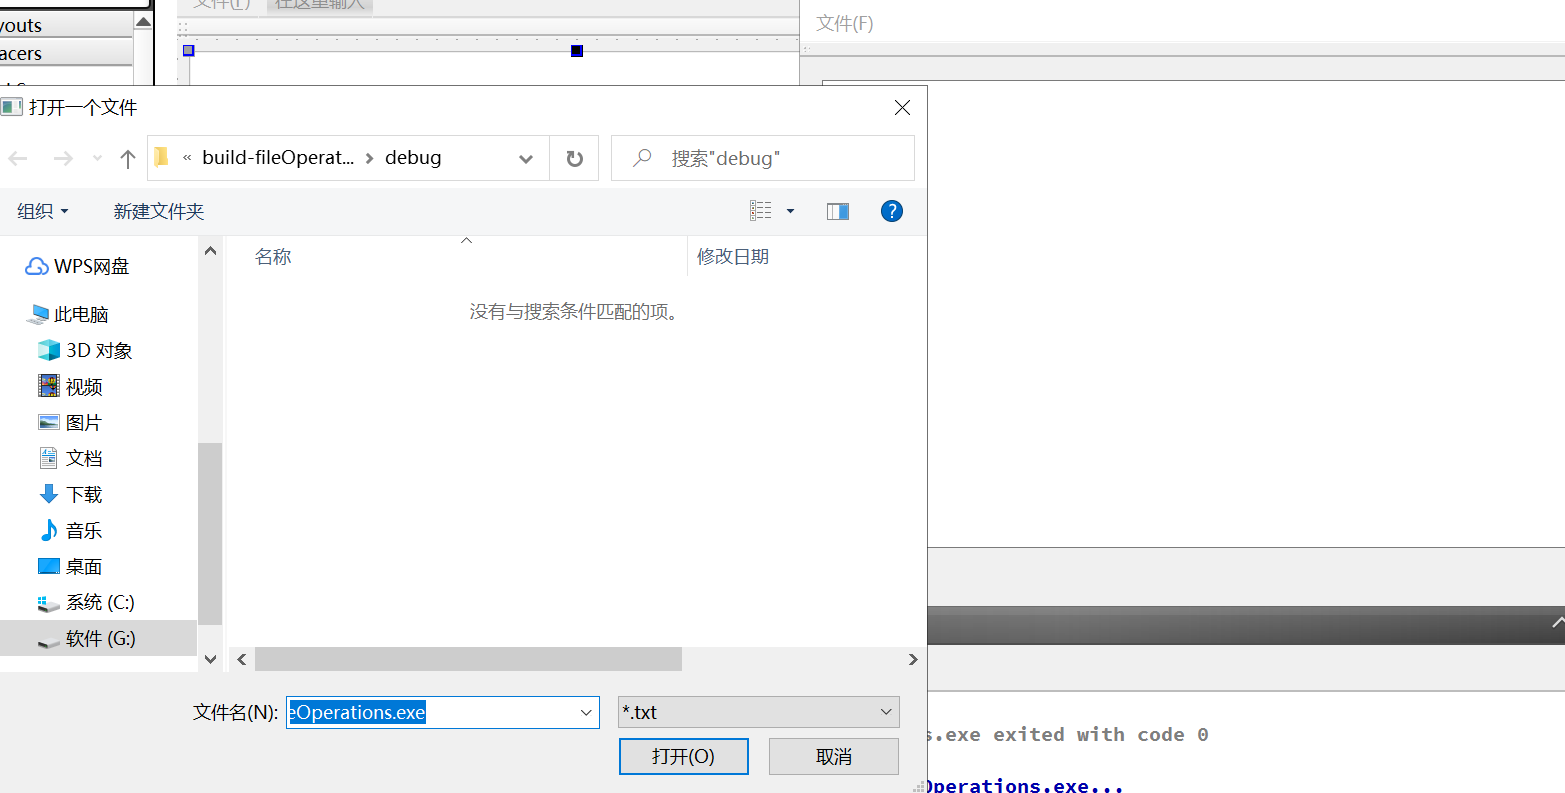 文件(F)
在这里输入
文件(F)
youts
acers
打开一个文件
« build-fileOperat... > debug
搜索"debug"
组织
新建文件夹
名称
修改日期
没有与搜索条件匹配的项。
WPS网盘
此电脑
3D 对象
视频
图片
文档
下载
音乐
桌面
系统 (C:)
软件 (G:)
文件名(N):
eOperations.exe
*.txt
打开(O)
取消
s.exe exited with code 0
Operations.exe...